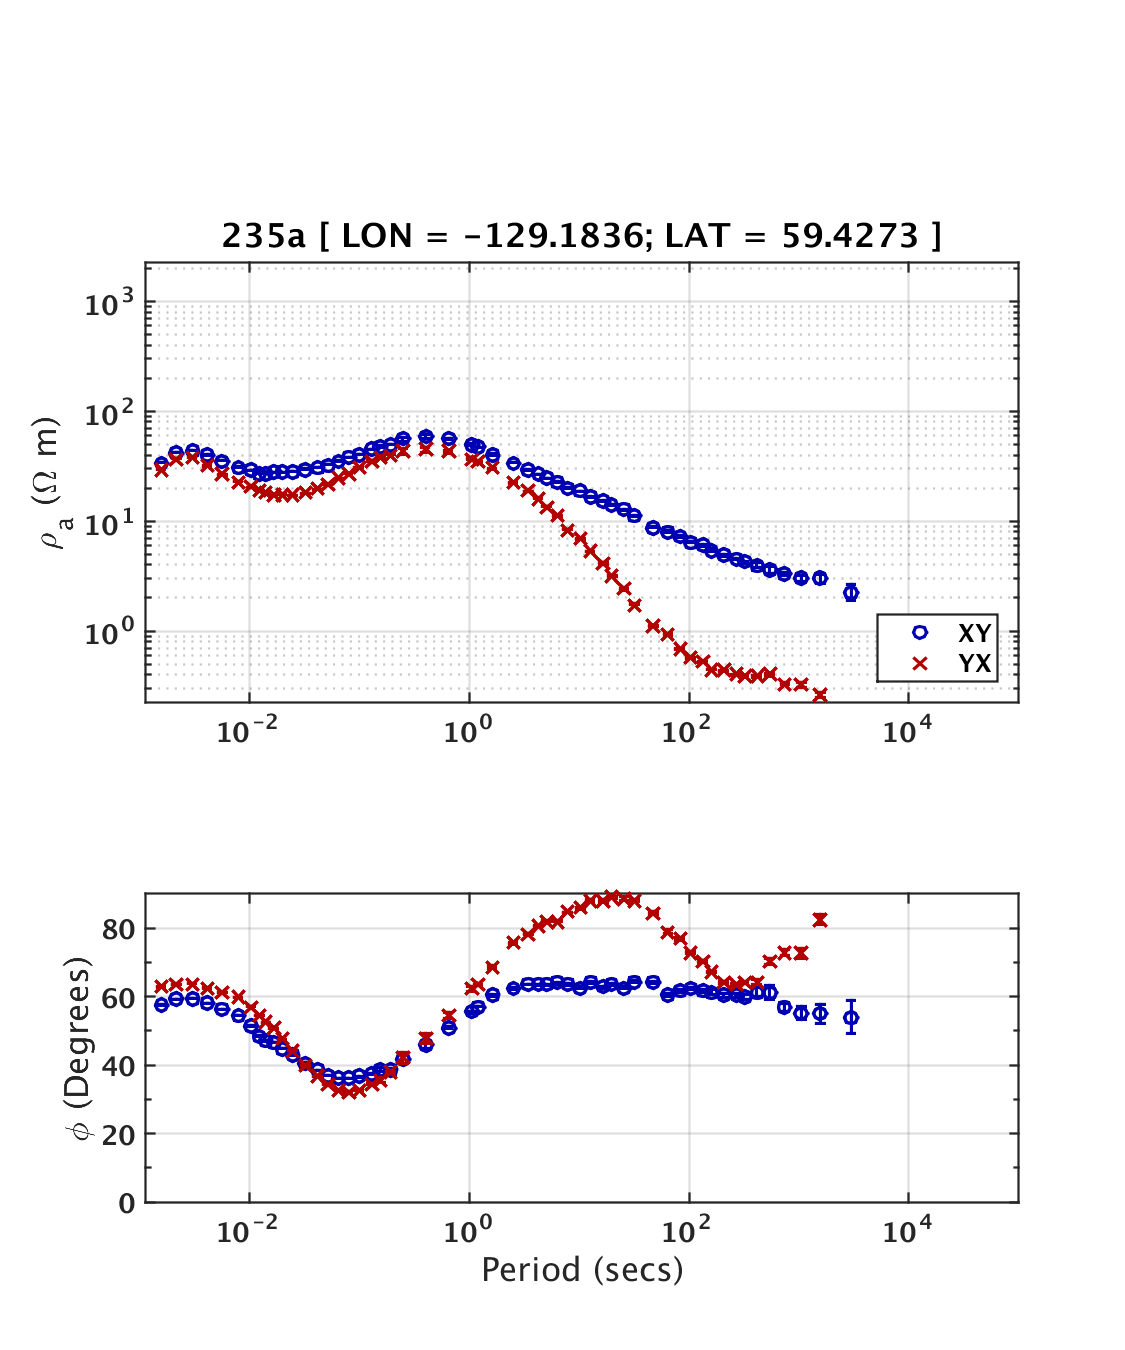 235a [ LON = -129.1836; LAT = 59.4273 ]
ρa (Ω m)
10^3
10^2
10^1
10^0
XY
YX
10^-2 10^0 10^2 10^4
ϕ (Degrees)
80
60
40
20
0
10^-2 10^0 10^2 10^4
Period (secs)